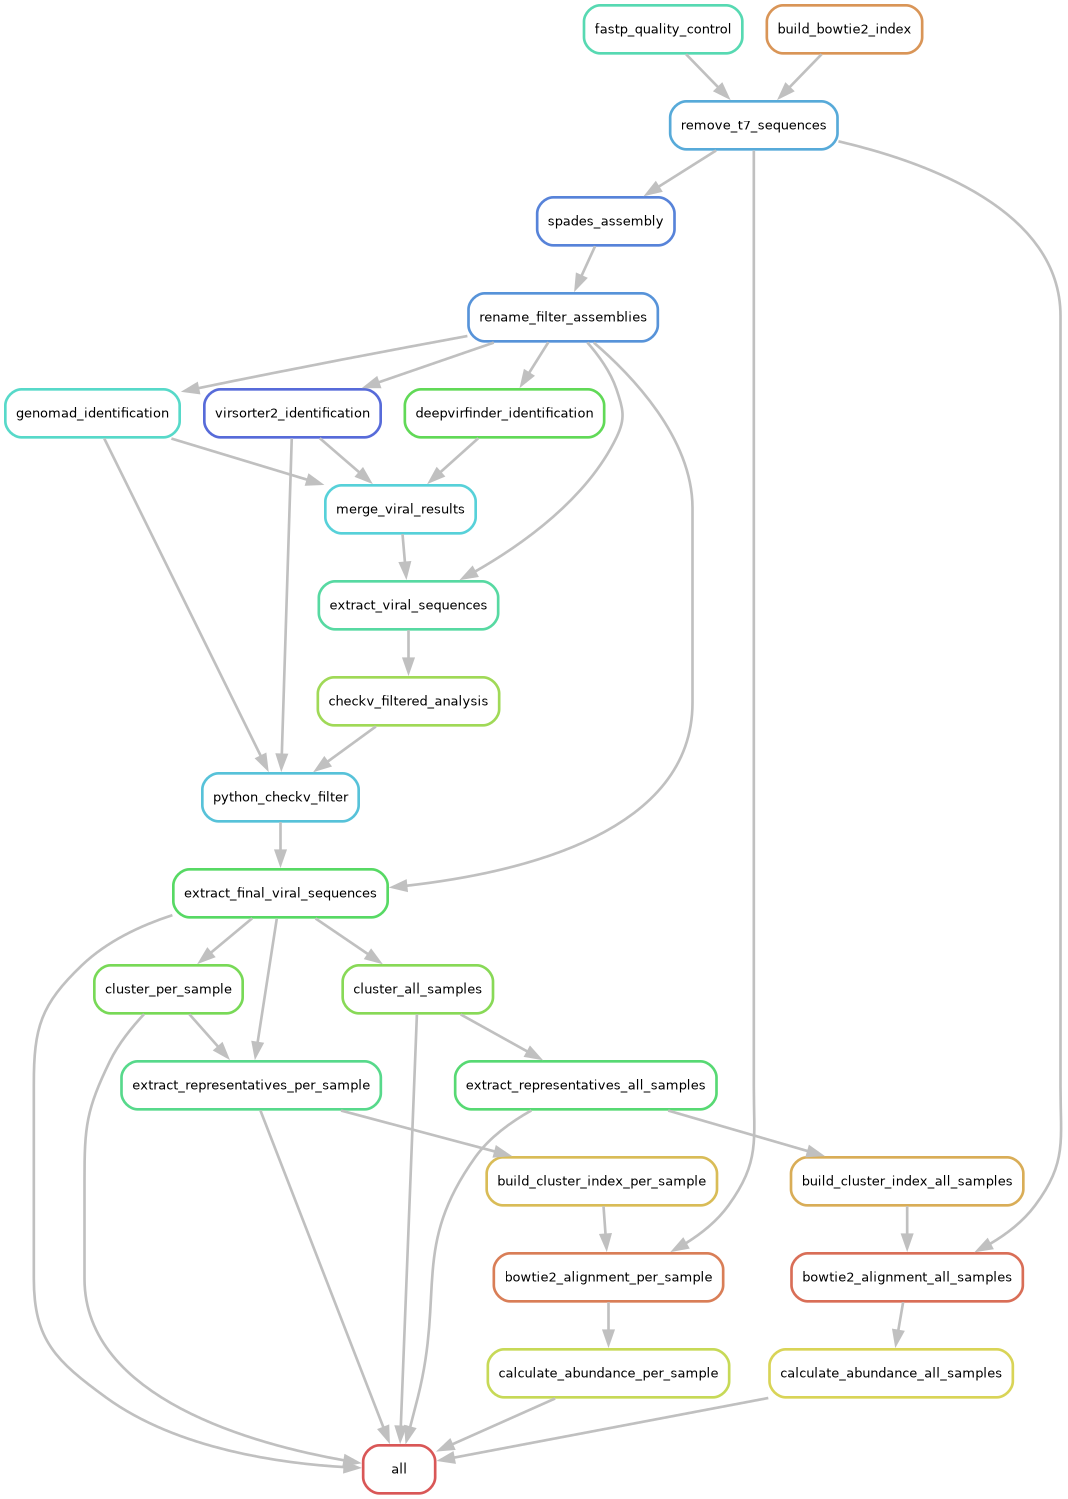 fastp_quality_control
build_bowtie2_index
remove_t7_sequences
spades_assembly
rename_filter_assemblies
genomad_identification
virsorter2_identification
deepvirfinder_identification
merge_viral_results
extract_viral_sequences
checkv_filtered_analysis
python_checkv_filter
extract_final_viral_sequences
cluster_per_sample
cluster_all_samples
extract_representatives_per_sample
extract_representatives_all_samples
build_cluster_index_per_sample
build_cluster_index_all_samples
bowtie2_alignment_per_sample
bowtie2_alignment_all_samples
calculate_abundance_per_sample
calculate_abundance_all_samples
all